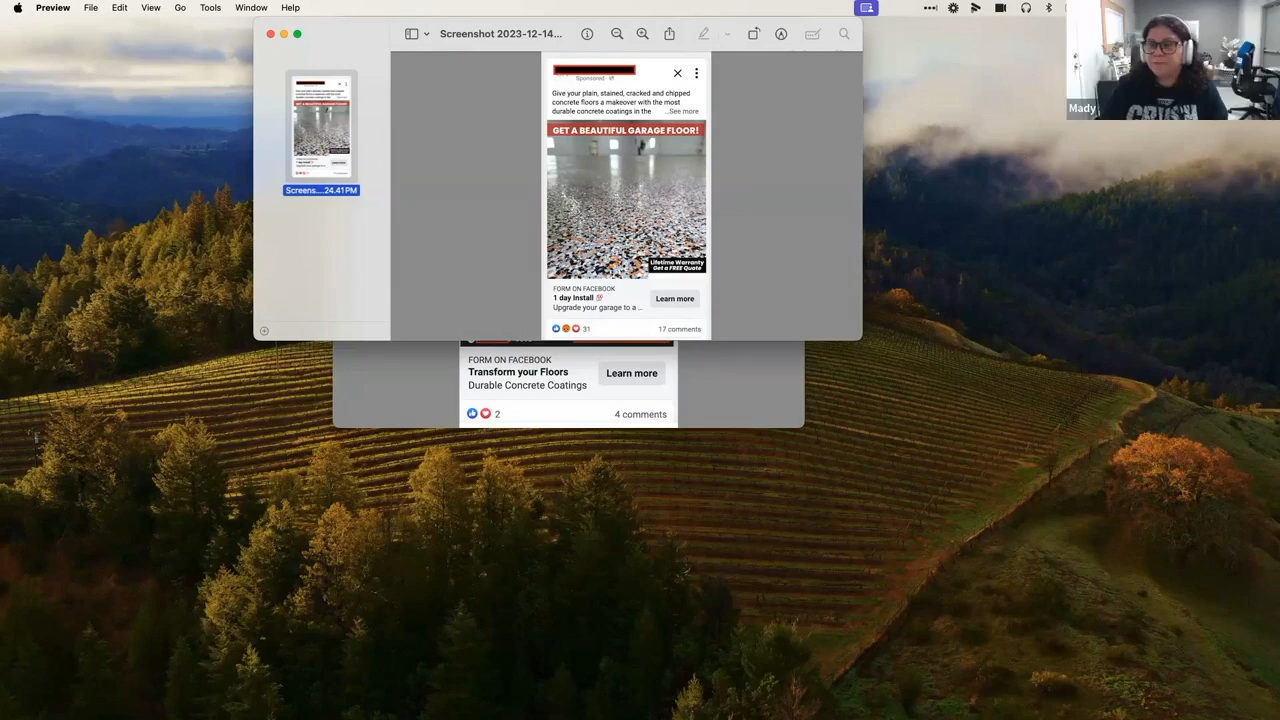 Preview File Edit View Go Tools Window Help
Screenshot 2023-12-14...
Sponsored
Give your plain, stained, cracked and chipped
concrete floors a makeover with the most
durable concrete coatings in the ...See more
GET A BEAUTIFUL GARAGE FLOOR!
Lifetime Warranty
Get a FREE Quote
FORM ON FACEBOOK
1 day Install 💯
Upgrade your garage to a ...
Learn more
31 17 comments
Screens....24.41 PM
FORM ON FACEBOOK
Transform your Floors
Durable Concrete Coatings
Learn more
2 4 comments
Mady
CRUSH